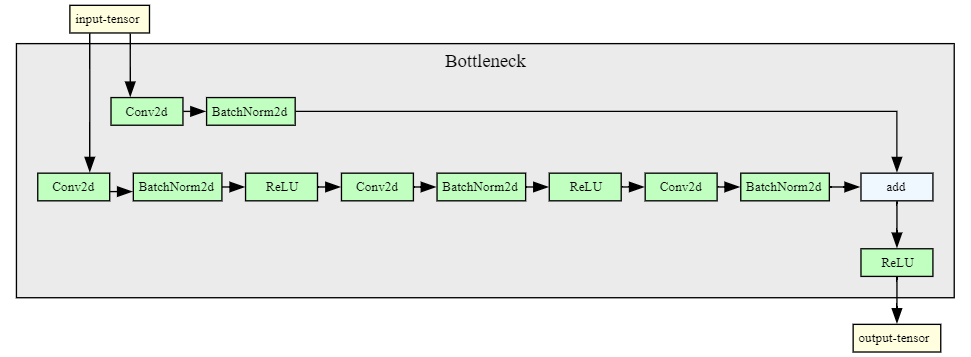 input-tensor
Bottleneck
Conv2d BatchNorm2d
Conv2d BatchNorm2d ReLU Conv2d BatchNorm2d ReLU Conv2d BatchNorm2d add
ReLU
output-tensor